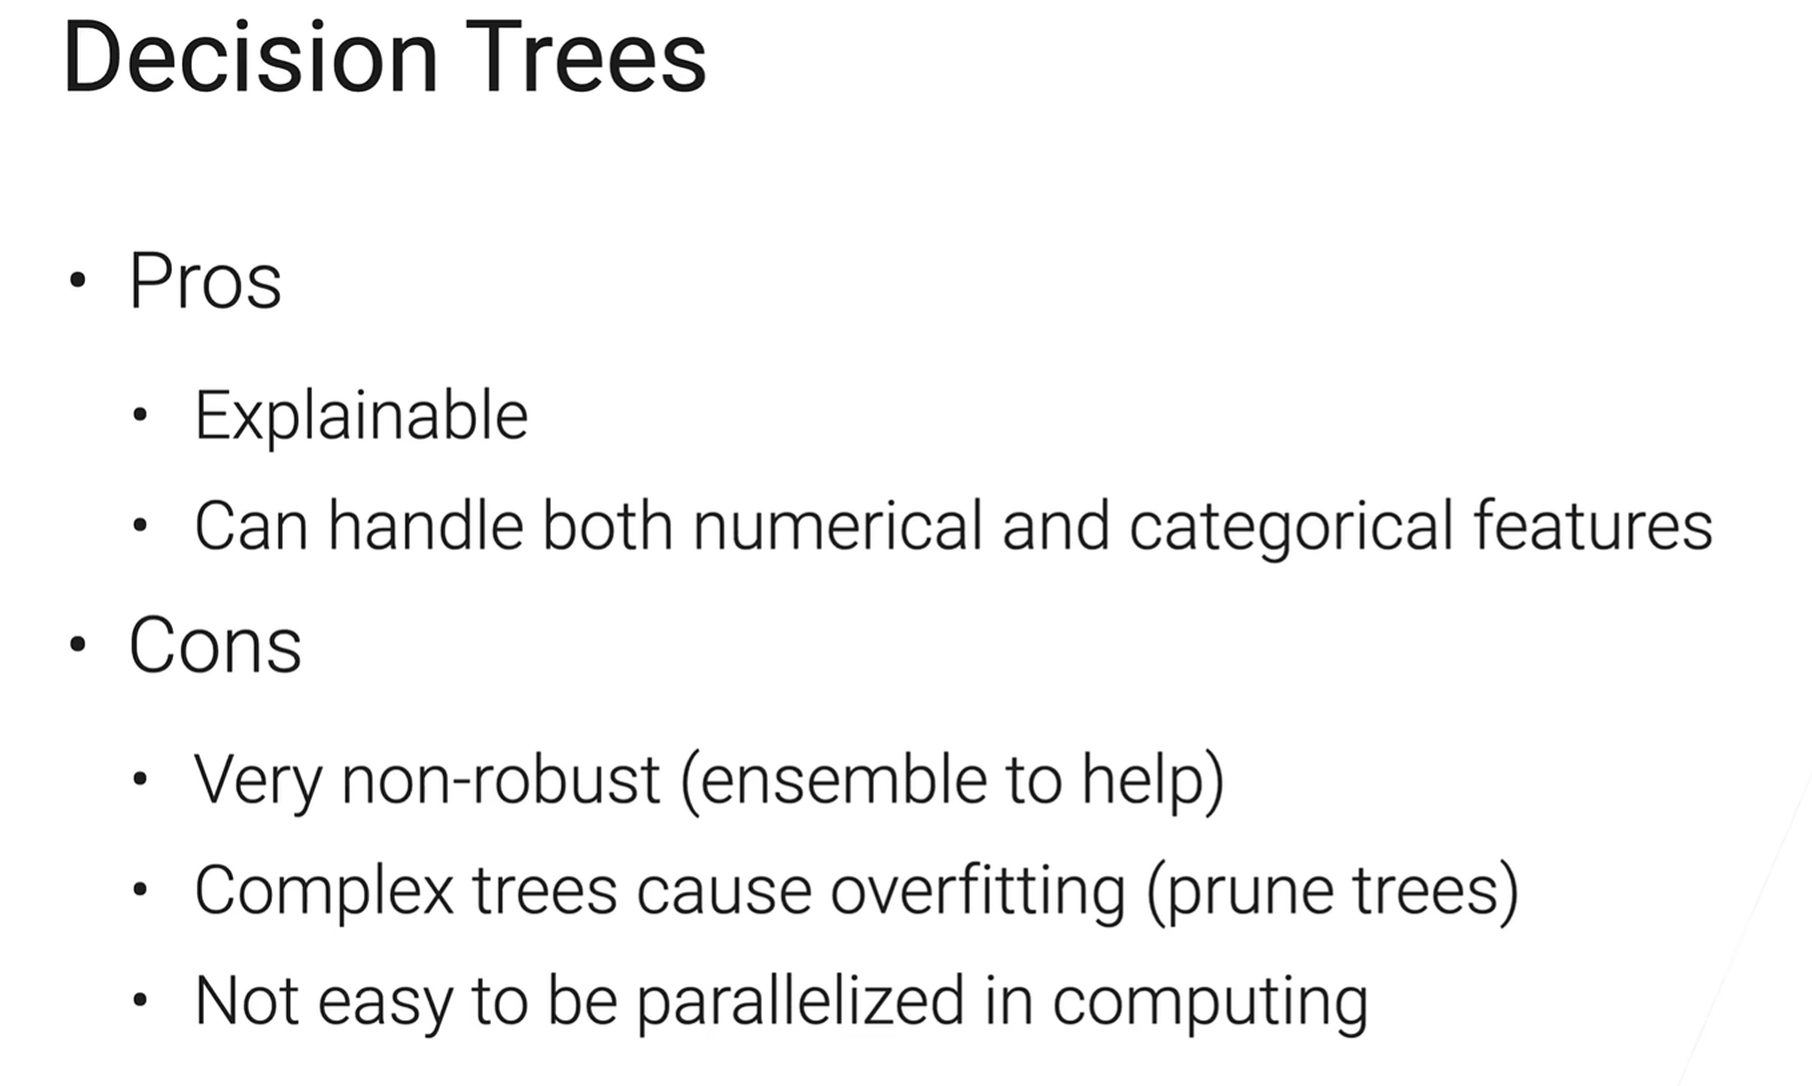 Decision Trees
• Pros
• Explainable
• Can handle both numerical and categorical features
• Cons
• Very non-robust (ensemble to help)
• Complex trees cause overfitting (prune trees)
• Not easy to be parallelized in computing